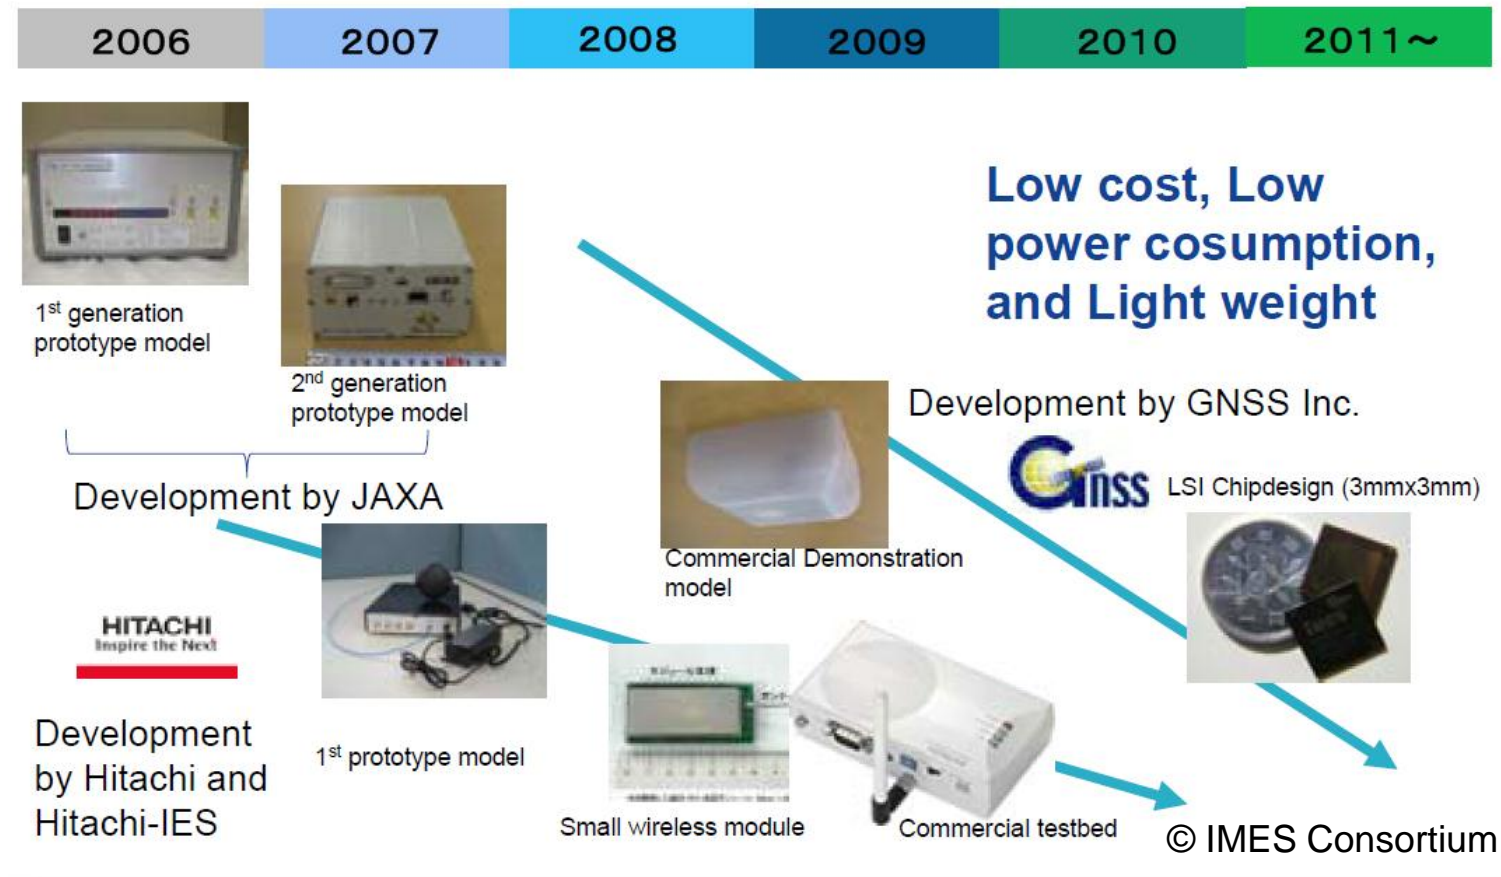 2006
2007
2008
2009
2010
2011～
Low cost, Low
power cosumption,
and Light weight
1st generation
prototype model
2nd generation
prototype model
Development by JAXA
Development by GNSS Inc.
Gnss
LSI Chipdesign (3mmx3mm)
Commercial Demonstration
model
HITACHI
Inspire the Next
Development
by Hitachi and
Hitachi-IES
1st prototype model
Small wireless module
Commercial testbed
© IMES Consortium